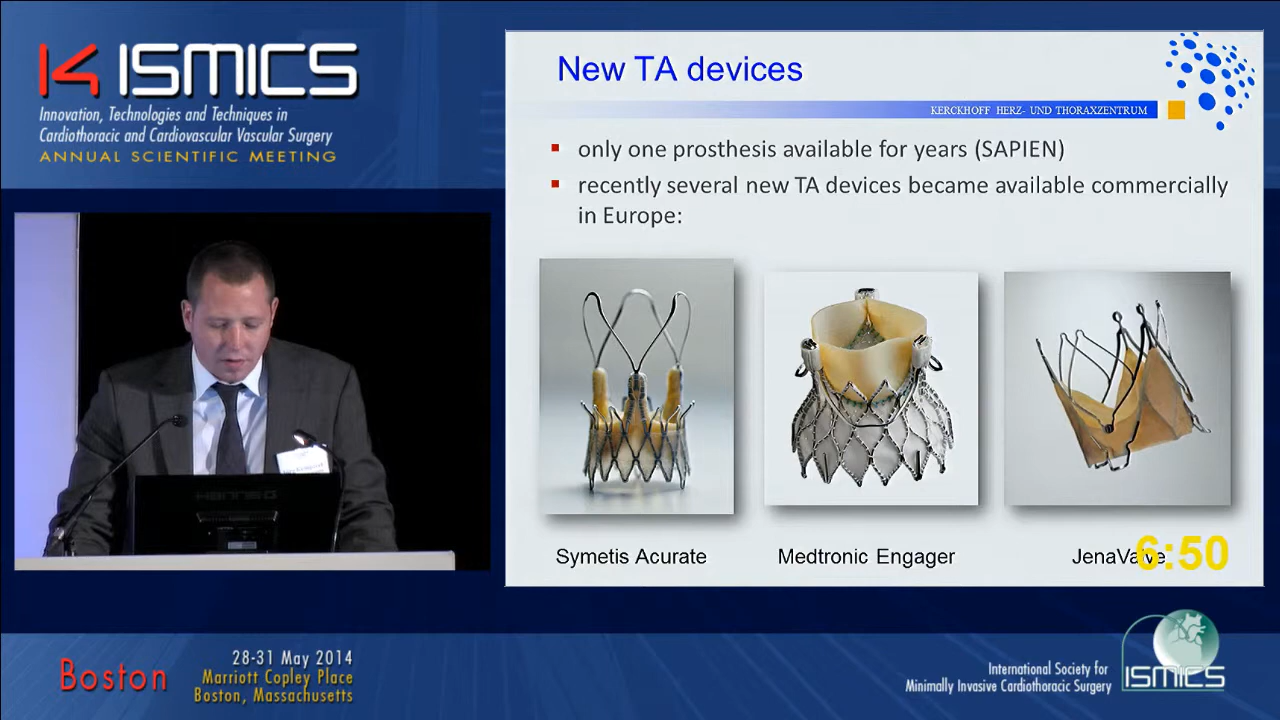 14 ISMICS
Innovation, Technologies and Techniques in
Cardiothoracic and Cardiovascular Vascular Surgery
ANNUAL SCIENTIFIC MEETING
New TA devices
KERCKHOFF HERZ- UND THORAXZENTRUM
only one prosthesis available for years (SAPIEN)
recently several new TA devices became available commercially
in Europe:
Symetis Acurate
Medtronic Engager
JenaValve
6:50
HANNS G
Boston
28-31 May 2014
Marriott Copley Place
Boston, Massachusetts
International Society for
Minimally Invasive Cardiothoracic Surgery
ISMICS